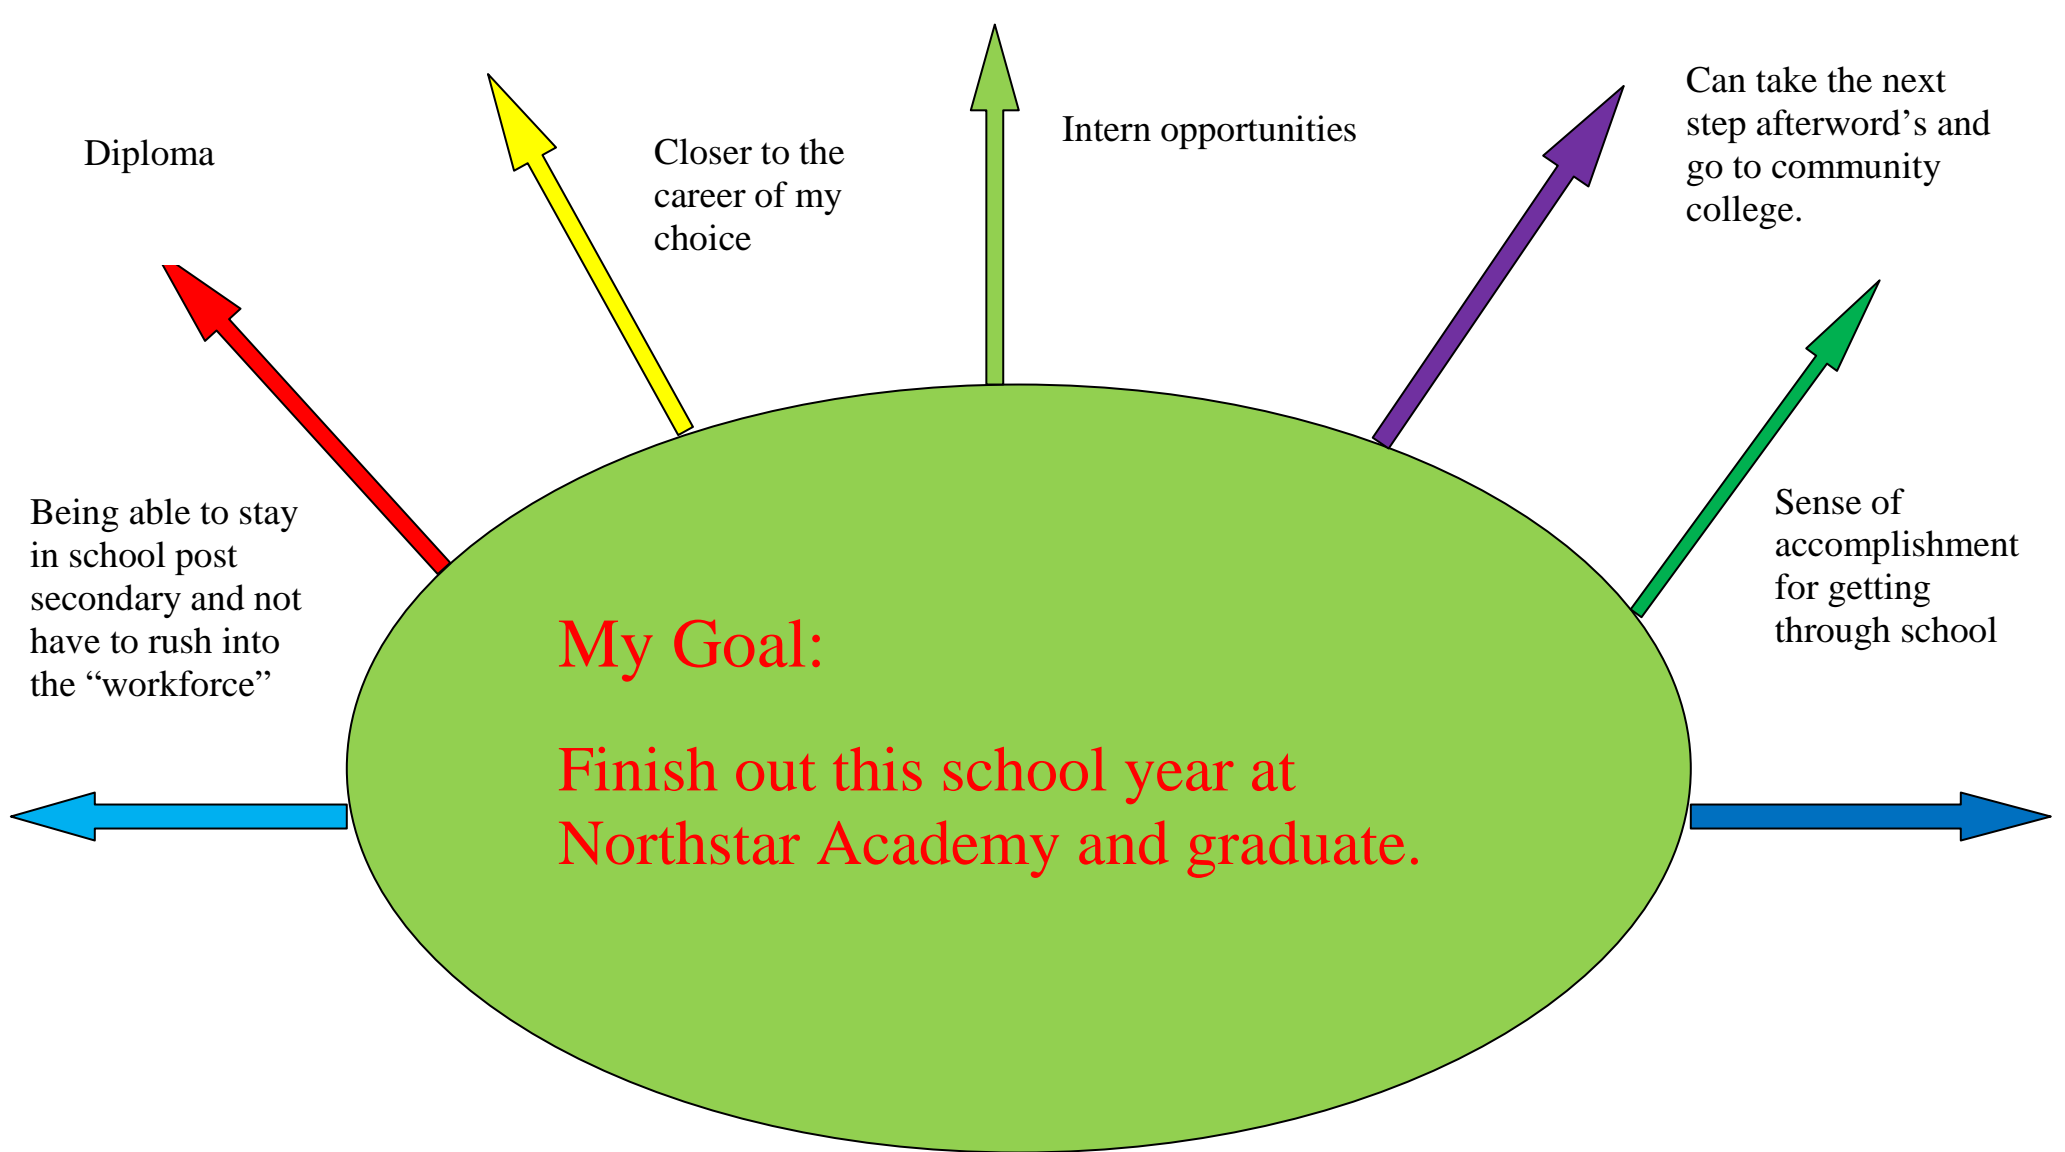 Diploma
Closer to the
career of my
choice
Intern opportunities
Can take the next
step afterword’s and
go to community
college.
Being able to stay
in school post
secondary and not
have to rush into
the “workforce”
Sense of
accomplishment
for getting
through school
My Goal:
Finish out this school year at
Northstar Academy and graduate.